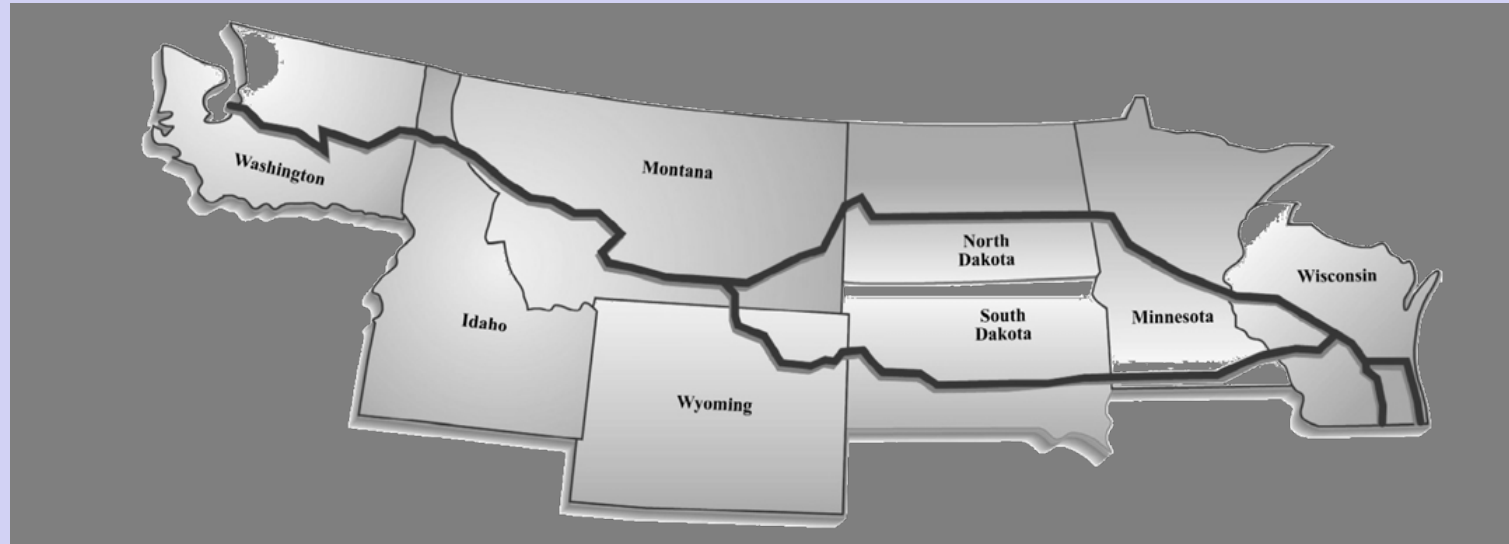 Washington
Montana
North
Dakota
Wisconsin
Idaho
South
Dakota
Minnesota
Wyoming